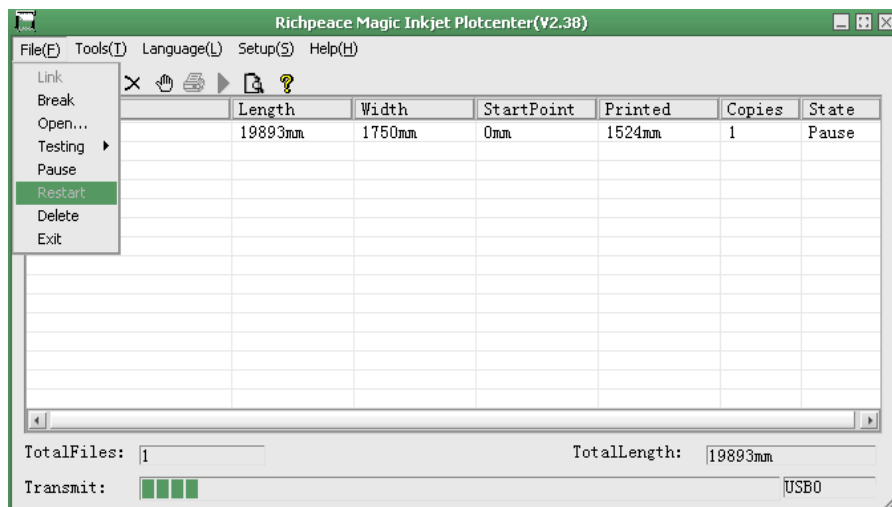 Richpeace Magic Inkjet Plotcenter(V2.38)
File(F) Tools(T) Language(L) Setup(S) Help(H)
Link
Break
Open...
Testing
Pause
Restart
Delete
Exit
Length Width StartPoint Printed Copies State
19893mm 1750mm 0mm 1524mm 1 Pause
TotalFiles: 1 TotalLength: 19893mm
Transmit: USB0